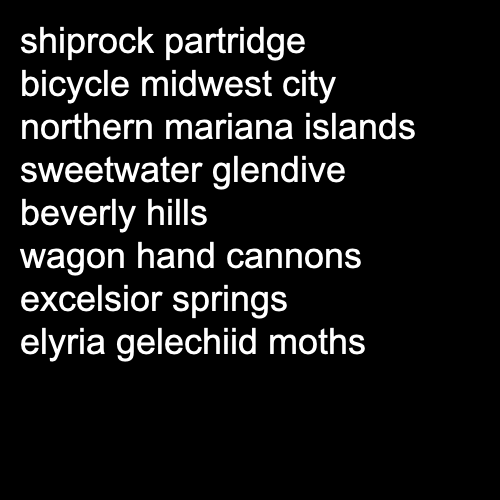 shiprock partridge
bicycle midwest city
northern mariana islands
sweetwater glendive
beverly hills
wagon hand cannons
excelsior springs
elyria gelechiid moths